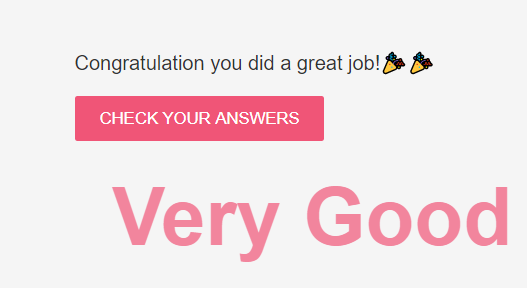 Congratulation you did a great job!🎉🎉
CHECK YOUR ANSWERS
Very Good